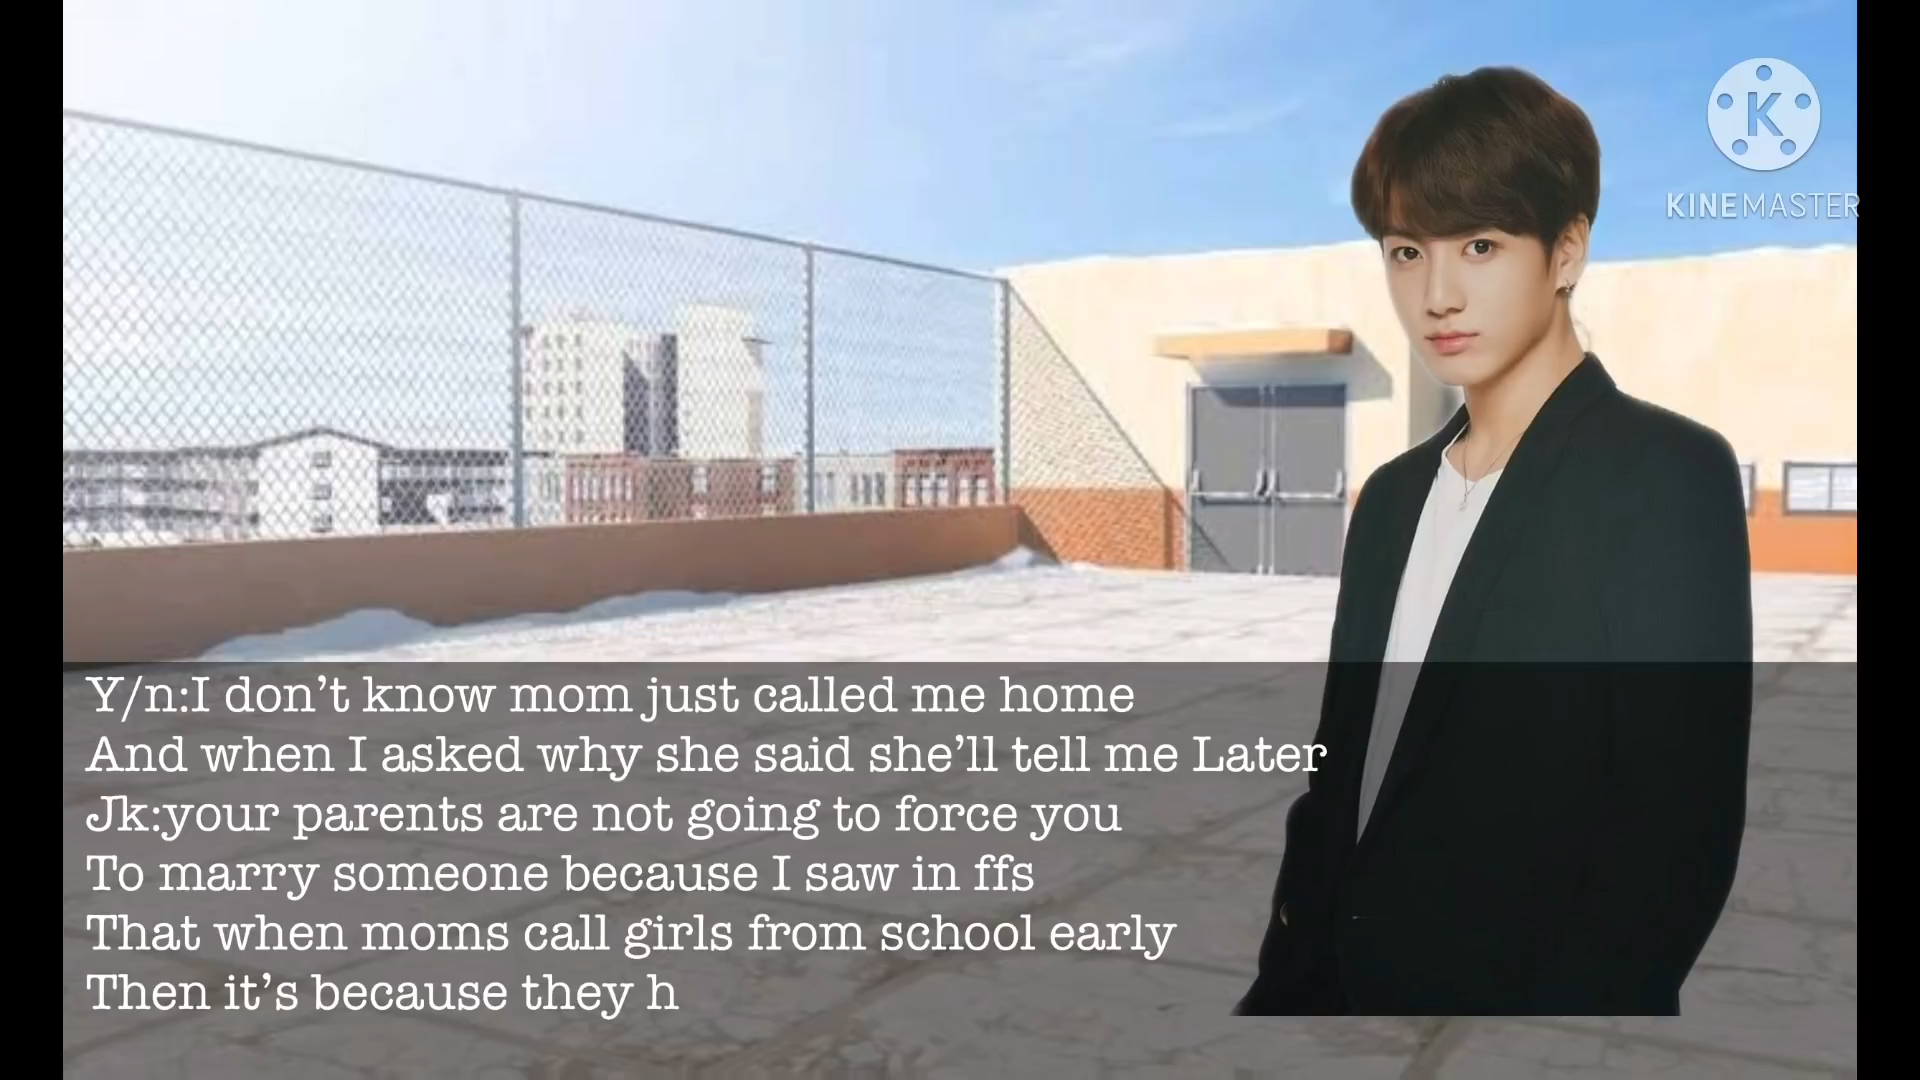 K
KINEMASTER
Y/n:I don’t know mom just called me home
And when I asked why she said she’ll tell me Later
Jk:your parents are not going to force you
To marry someone because I saw in ffs
That when moms call girls from school early
Then it’s because they h